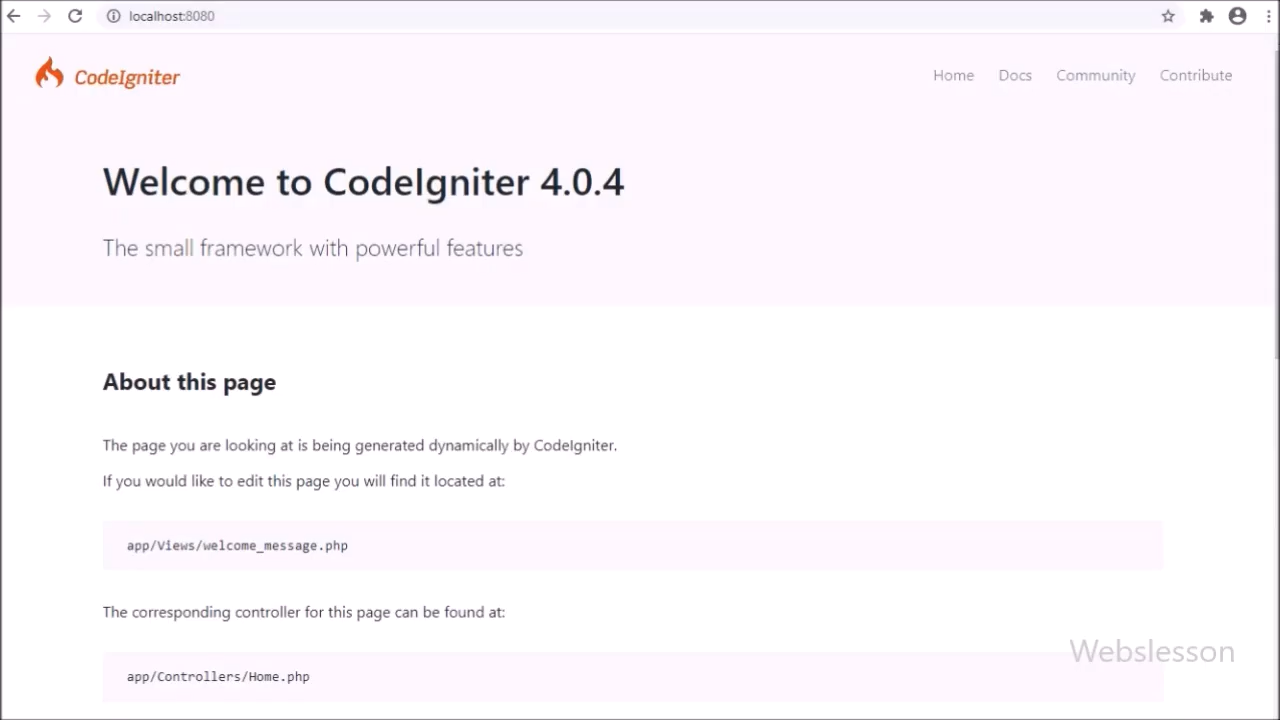 localhost:8080
CodeIgniter
Home Docs Community Contribute
Welcome to CodeIgniter 4.0.4
The small framework with powerful features
About this page
The page you are looking at is being generated dynamically by CodeIgniter.
If you would like to edit this page you will find it located at:
app/Views/welcome_message.php
The corresponding controller for this page can be found at:
Webslesson
app/Controllers/Home.php